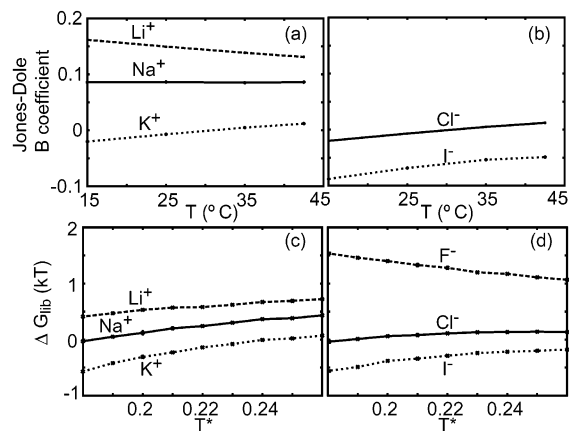 (a)
(b)
Li⁺
Na⁺
K⁺
Cl⁻
I⁻
Jones-Dole
B coefficient
0.2
0.1
0
-0.1
15
25
35
45
25
35
45
T (º C)
T (º C)
(c)
(d)
Li⁺
Na⁺
K⁺
F⁻
Cl⁻
I⁻
Δ G_lib (kT)
2
1
0
-1
0.2
0.22
0.24
0.2
0.22
0.24
T*
T*